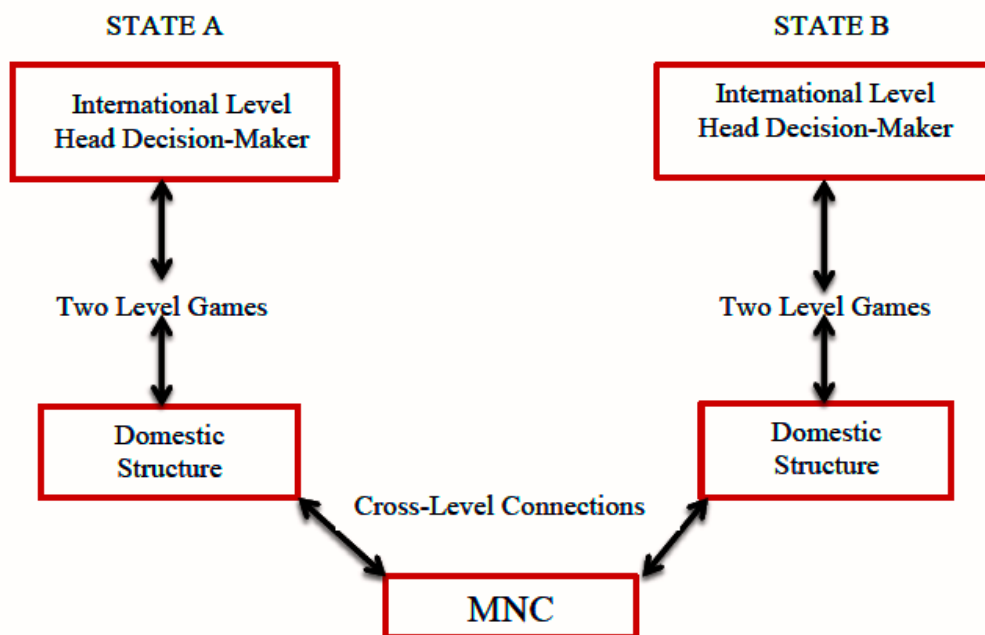 STATE A
STATE B
International Level
Head Decision-Maker
International Level
Head Decision-Maker
Two Level Games
Two Level Games
Domestic
Structure
Domestic
Structure
Cross-Level Connections
MNC